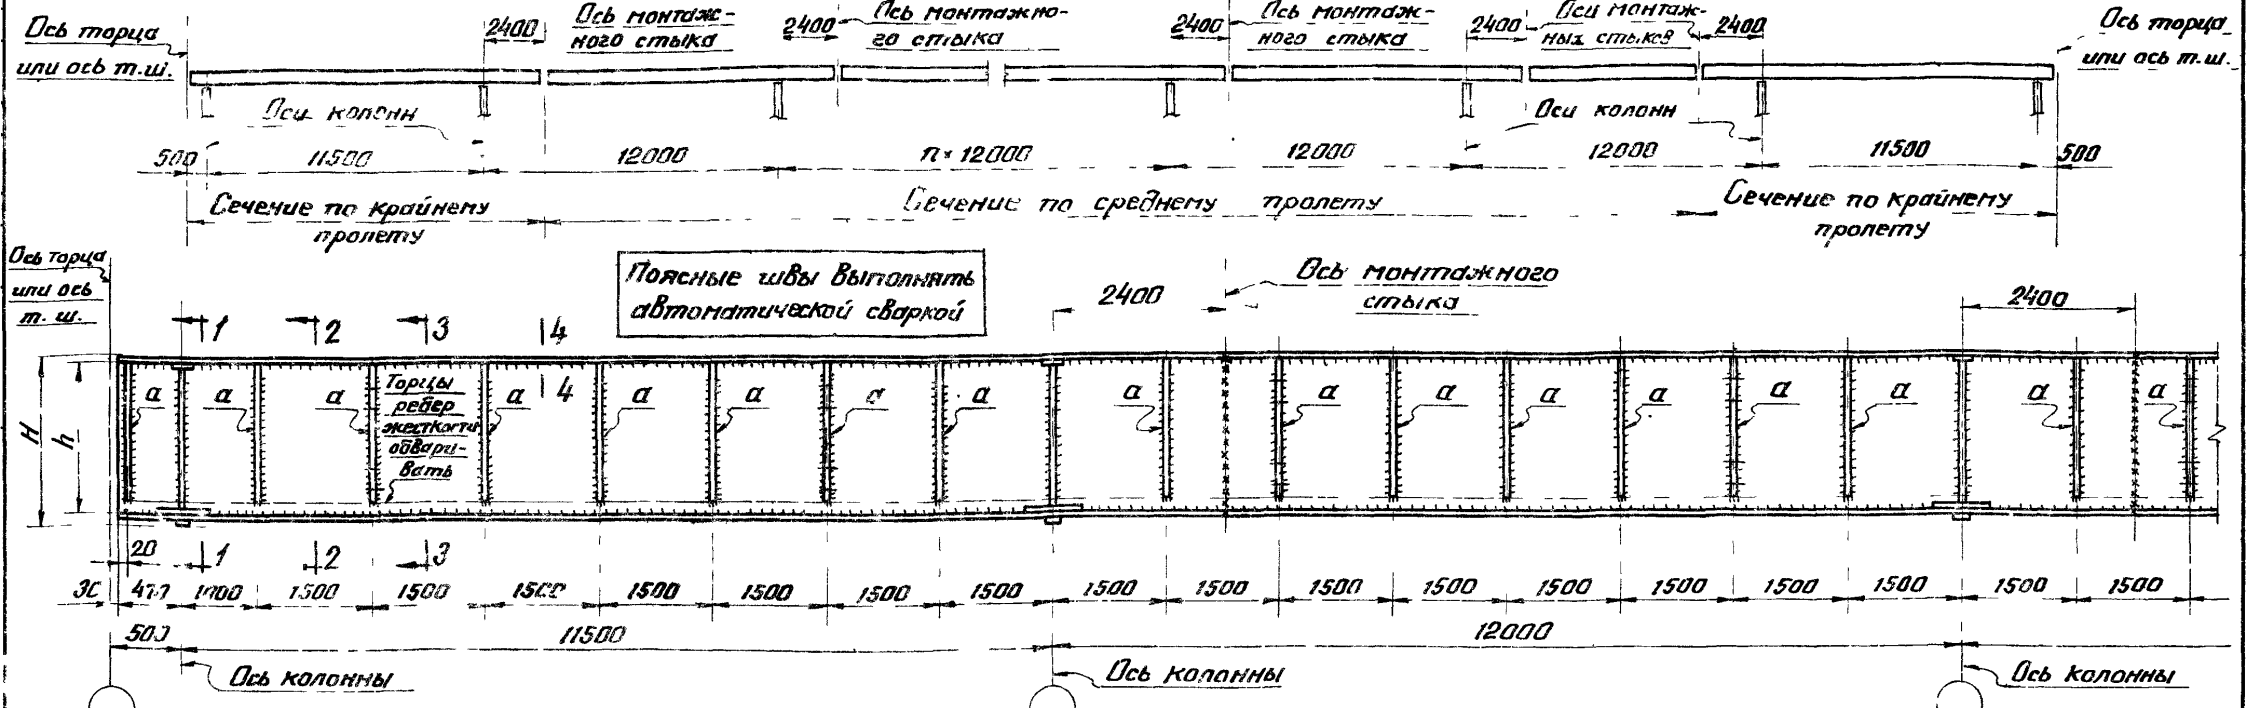 Ось торца
или ось т.ш.
2400
Ось монтаж-
ного стыка
2400
Ось монтажно-
го стыка
2400
Ось монтаж-
ного стыка
2400
Оси монтаж-
ных стыков
2400
Ось торца
или ось т.ш.
Оси колонн
Оси колонн
500
11500
12000
п×12000
12000
12000
11500
500
Сечение по крайнему
пролету
Сечение по среднему пролету
Сечение по крайнему
пролету
Ось торца
или ось
т. ш.
Поясные швы выполнять
автоматической сваркой
2400
Ось монтажного
стыка
2400
1 2 3 4
H
h
а а а
Торцы
ребер
жесткости
обвари-
вать
а 4 а а а а а а а а а а а а а
20
1 2 3
30 470 1000 1500 1500 1500 1500 1500 1500 1500 1500 1500 1500 1500 1500 1500 1500 1500 1500 1500
500
11500
12000
Ось колонны
Ось колонны
Ось колонны